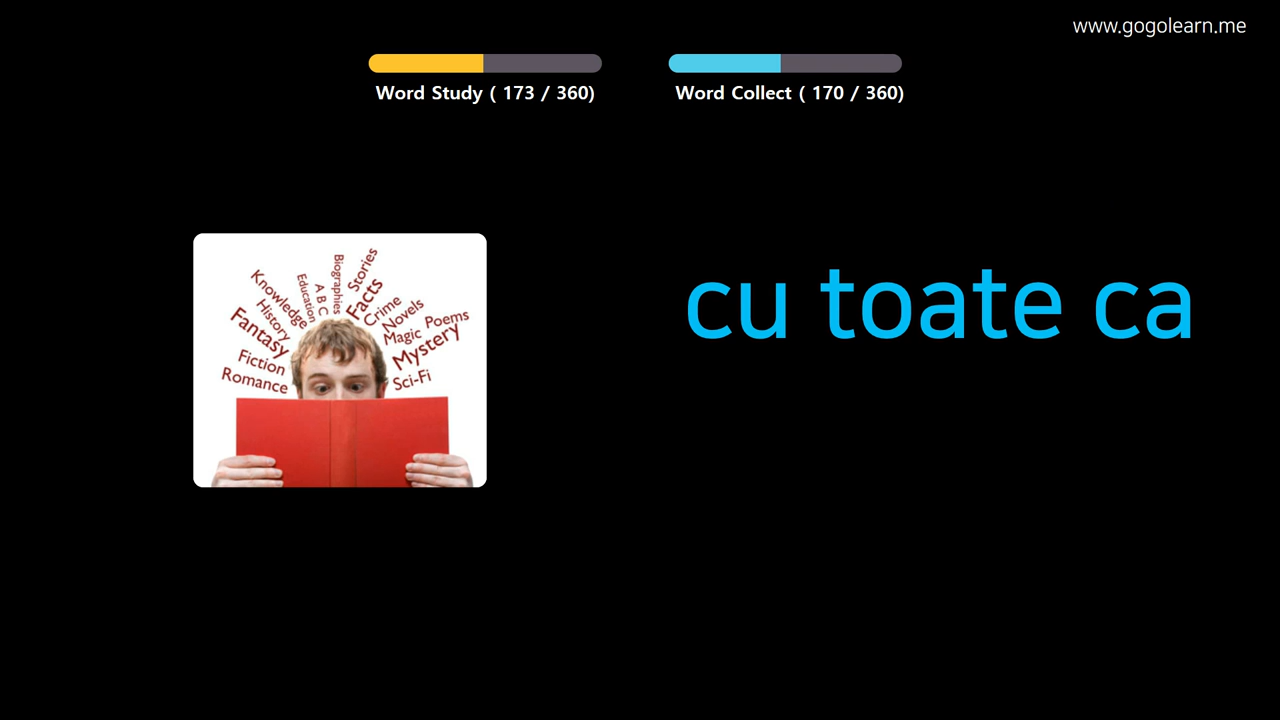 www.gogolearn.me
Word Study ( 173 / 360)
Word Collect ( 170 / 360)
cu toate ca
Knowledge
History
Fantasy
Fiction
Romance
Education
A B C
Biographies
Stories
Facts
Crime
Novels
Magic
Poems
Mystery
Sci-Fi